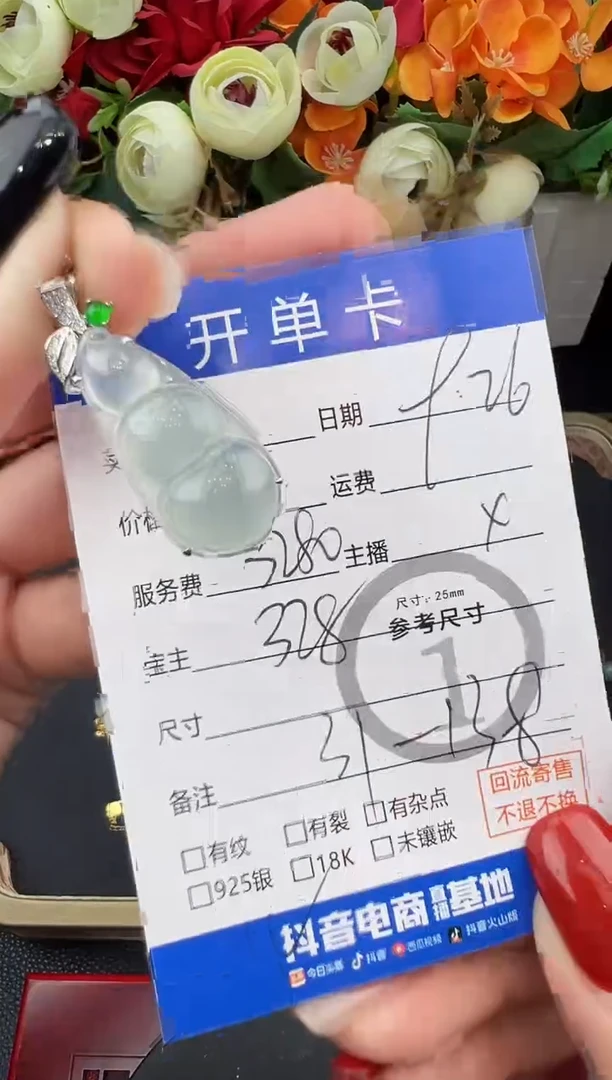 开单卡
日期 9.26
运费
价格
服务费 3280 主播 X
尺寸：25mm
参考尺寸
1
宝主 328
尺寸
备注 31-138
□有纹 □有裂 □有杂点
□925银 □18K □未镶嵌
回流寄售
不退不换
抖音电商直播基地
今日头条 抖音 西瓜视频 抖音火山版